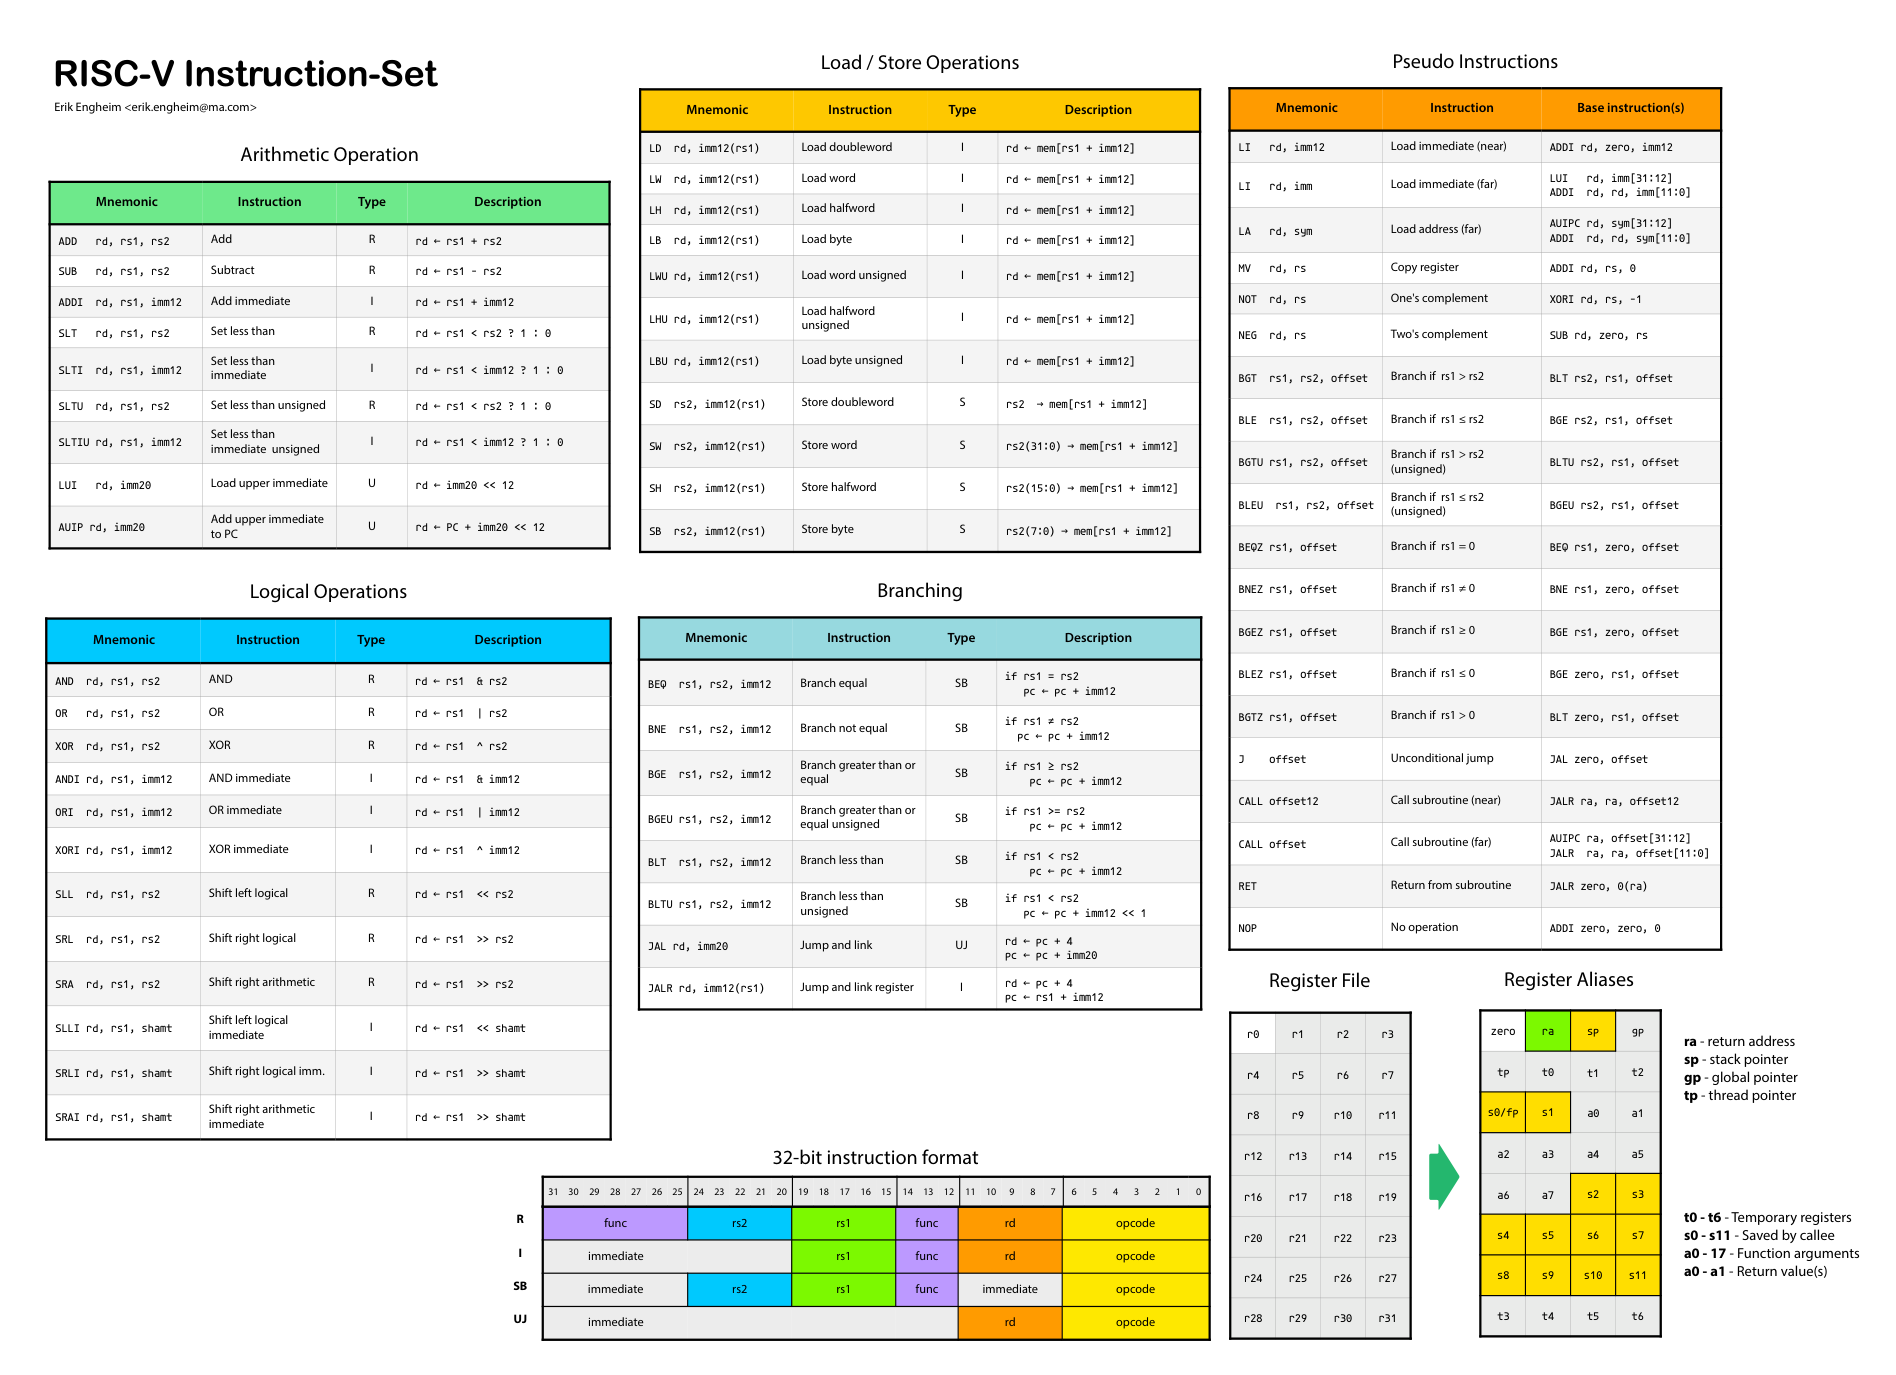 RISC-V Instruction-Set
Erik Engheim <erik.engheim@ma.com>
Arithmetic Operation
Mnemonic Instruction Type Description
ADD rd, rs1, rs2 Add R rd ← rs1 + rs2
SUB rd, rs1, rs2 Subtract R rd ← rs1 - rs2
ADDI rd, rs1, imm12 Add immediate I rd ← rs1 + imm12
SLT rd, rs1, rs2 Set less than R rd ← rs1 < rs2 ? 1 : 0
SLTI rd, rs1, imm12 Set less than immediate I rd ← rs1 < imm12 ? 1 : 0
SLTU rd, rs1, rs2 Set less than unsigned R rd ← rs1 < rs2 ? 1 : 0
SLTIU rd, rs1, imm12 Set less than immediate unsigned I rd ← rs1 < imm12 ? 1 : 0
LUI rd, imm20 Load upper immediate U rd ← imm20 << 12
AUIP rd, imm20 Add upper immediate to PC U rd ← PC + imm20 << 12
Logical Operations
Mnemonic Instruction Type Description
AND rd, rs1, rs2 AND R rd ← rs1 & rs2
OR rd, rs1, rs2 OR R rd ← rs1 | rs2
XOR rd, rs1, rs2 XOR R rd ← rs1 ^ rs2
ANDI rd, rs1, imm12 AND immediate I rd ← rs1 & imm12
ORI rd, rs1, imm12 OR immediate I rd ← rs1 | imm12
XORI rd, rs1, imm12 XOR immediate I rd ← rs1 ^ imm12
SLL rd, rs1, rs2 Shift left logical R rd ← rs1 << rs2
SRL rd, rs1, rs2 Shift right logical R rd ← rs1 >> rs2
SRA rd, rs1, rs2 Shift right arithmetic R rd ← rs1 >> rs2
SLLI rd, rs1, shamt Shift left logical immediate I rd ← rs1 << shamt
SRLI rd, rs1, shamt Shift right logical imm. I rd ← rs1 >> shamt
SRAI rd, rs1, shamt Shift right arithmetic immediate I rd ← rs1 >> shamt
Load / Store Operations
Mnemonic Instruction Type Description
LD rd, imm12(rs1) Load doubleword I rd ← mem[rs1 + imm12]
LW rd, imm12(rs1) Load word I rd ← mem[rs1 + imm12]
LH rd, imm12(rs1) Load halfword I rd ← mem[rs1 + imm12]
LB rd, imm12(rs1) Load byte I rd ← mem[rs1 + imm12]
LWU rd, imm12(rs1) Load word unsigned I rd ← mem[rs1 + imm12]
LHU rd, imm12(rs1) Load halfword unsigned I rd ← mem[rs1 + imm12]
LBU rd, imm12(rs1) Load byte unsigned I rd ← mem[rs1 + imm12]
SD rs2, imm12(rs1) Store doubleword S rs2 → mem[rs1 + imm12]
SW rs2, imm12(rs1) Store word S rs2(31:0) → mem[rs1 + imm12]
SH rs2, imm12(rs1) Store halfword S rs2(15:0) → mem[rs1 + imm12]
SB rs2, imm12(rs1) Store byte S rs2(7:0) → mem[rs1 + imm12]
Branching
Mnemonic Instruction Type Description
BEQ rs1, rs2, imm12 Branch equal SB if rs1 = rs2
pc ← pc + imm12
BNE rs1, rs2, imm12 Branch not equal SB if rs1 ≠ rs2
pc ← pc + imm12
BGE rs1, rs2, imm12 Branch greater than or equal SB if rs1 ≥ rs2
pc ← pc + imm12
BGEU rs1, rs2, imm12 Branch greater than or equal unsigned SB if rs1 >= rs2
pc ← pc + imm12
BLT rs1, rs2, imm12 Branch less than SB if rs1 < rs2
pc ← pc + imm12
BLTU rs1, rs2, imm12 Branch less than unsigned SB if rs1 < rs2
pc ← pc + imm12 << 1
JAL rd, imm20 Jump and link UJ rd ← pc + 4
pc ← pc + imm20
JALR rd, imm12(rs1) Jump and link register I rd ← pc + 4
pc ← rs1 + imm12
Pseudo Instructions
Mnemonic Instruction Base instruction(s)
LI rd, imm12 Load immediate (near) ADDI rd, zero, imm12
LI rd, imm Load immediate (far) LUI rd, imm[31:12]
ADDI rd, rd, imm[11:0]
LA rd, sym Load address (far) AUIPC rd, sym[31:12]
ADDI rd, rd, sym[11:0]
MV rd, rs Copy register ADDI rd, rs, 0
NOT rd, rs One's complement XORI rd, rs, -1
NEG rd, rs Two's complement SUB rd, zero, rs
BGT rs1, rs2, offset Branch if rs1 > rs2 BLT rs2, rs1, offset
BLE rs1, rs2, offset Branch if rs1 ≤ rs2 BGE rs2, rs1, offset
BGTU rs1, rs2, offset Branch if rs1 > rs2 (unsigned) BLTU rs2, rs1, offset
BLEU rs1, rs2, offset Branch if rs1 ≤ rs2 (unsigned) BGEU rs2, rs1, offset
BEQZ rs1, offset Branch if rs1 = 0 BEQ rs1, zero, offset
BNEZ rs1, offset Branch if rs1 ≠ 0 BNE rs1, zero, offset
BGEZ rs1, offset Branch if rs1 ≥ 0 BGE rs1, zero, offset
BLEZ rs1, offset Branch if rs1 ≤ 0 BGE zero, rs1, offset
BGTZ rs1, offset Branch if rs1 > 0 BLT zero, rs1, offset
J offset Unconditional jump JAL zero, offset
CALL offset12 Call subroutine (near) JALR ra, ra, offset12
CALL offset Call subroutine (far) AUIPC ra, offset[31:12]
JALR ra, ra, offset[11:0]
RET Return from subroutine JALR zero, 0(ra)
NOP No operation ADDI zero, zero, 0
32-bit instruction format
31 30 29 28 27 26 25 24 23 22 21 20 19 18 17 16 15 14 13 12 11 10 9 8 7 6 5 4 3 2 1 0
R func rs2 rs1 func rd opcode
I immediate rs1 func rd opcode
SB immediate rs2 rs1 func immediate opcode
UJ immediate rd opcode
Register File
r0 r1 r2 r3
r4 r5 r6 r7
r8 r9 r10 r11
r12 r13 r14 r15
r16 r17 r18 r19
r20 r21 r22 r23
r24 r25 r26 r27
r28 r29 r30 r31
Register Aliases
zero ra sp gp
tp t0 t1 t2
s0/fp s1 a0 a1
a2 a3 a4 a5
a6 a7 s2 s3
s4 s5 s6 s7
s8 s9 s10 s11
t3 t4 t5 t6
ra - return address
sp - stack pointer
gp - global pointer
tp - thread pointer
t0 - t6 - Temporary registers
s0 - s11 - Saved by callee
a0 - 17 - Function arguments
a0 - a1 - Return value(s)